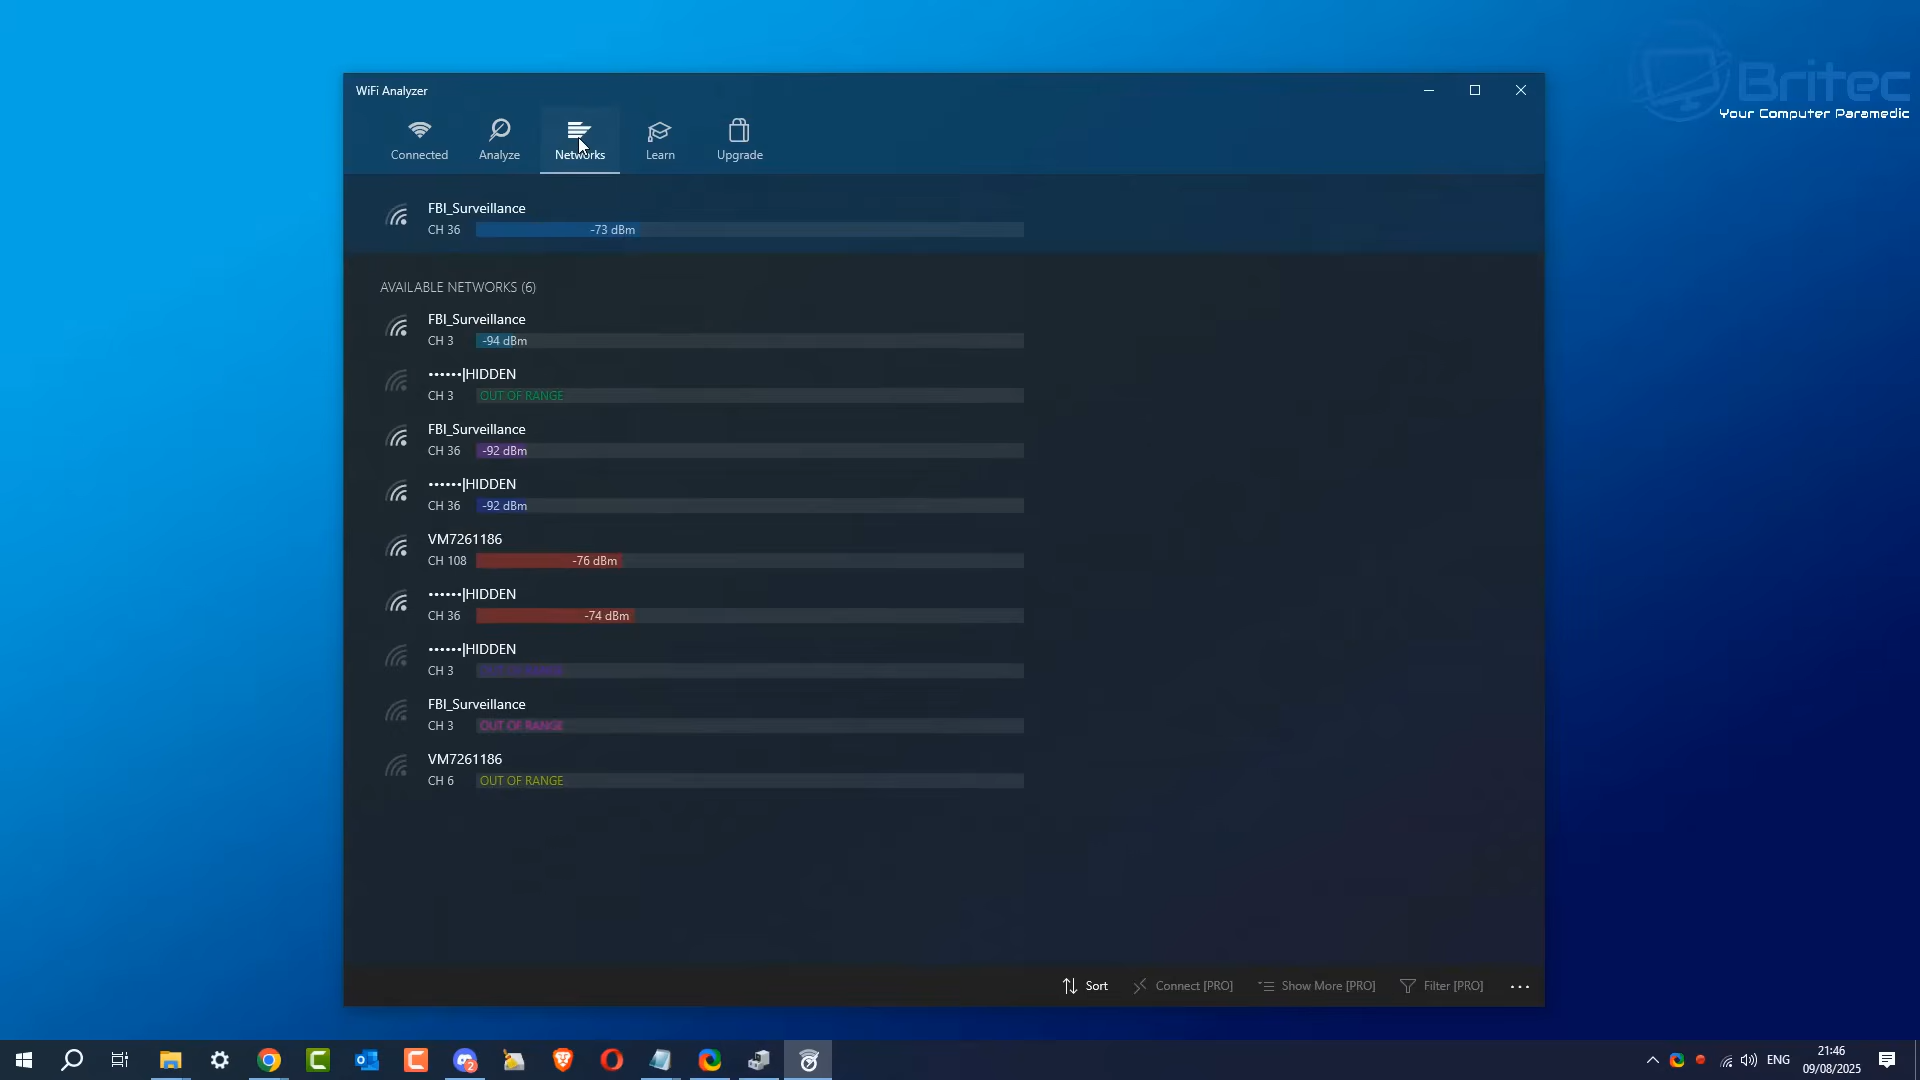 Britec
Your Computer Paramedic
WiFi Analyzer
Connected
Analyze
Networks
Learn
Upgrade
FBI_Surveillance
CH 36
-73 dBm
AVAILABLE NETWORKS (6)
FBI_Surveillance
CH 3
-94 dBm
••••••|HIDDEN
CH 3
OUT OF RANGE
FBI_Surveillance
CH 36
-92 dBm
••••••|HIDDEN
CH 36
-92 dBm
VM7261186
CH 108
-76 dBm
••••••|HIDDEN
CH 36
-74 dBm
••••••|HIDDEN
CH 3
OUT OF RANGE
FBI_Surveillance
CH 3
OUT OF RANGE
VM7261186
CH 6
OUT OF RANGE
Sort
Connect [PRO]
Show More [PRO]
Filter [PRO]
2
ENG
21:46
09/08/2025